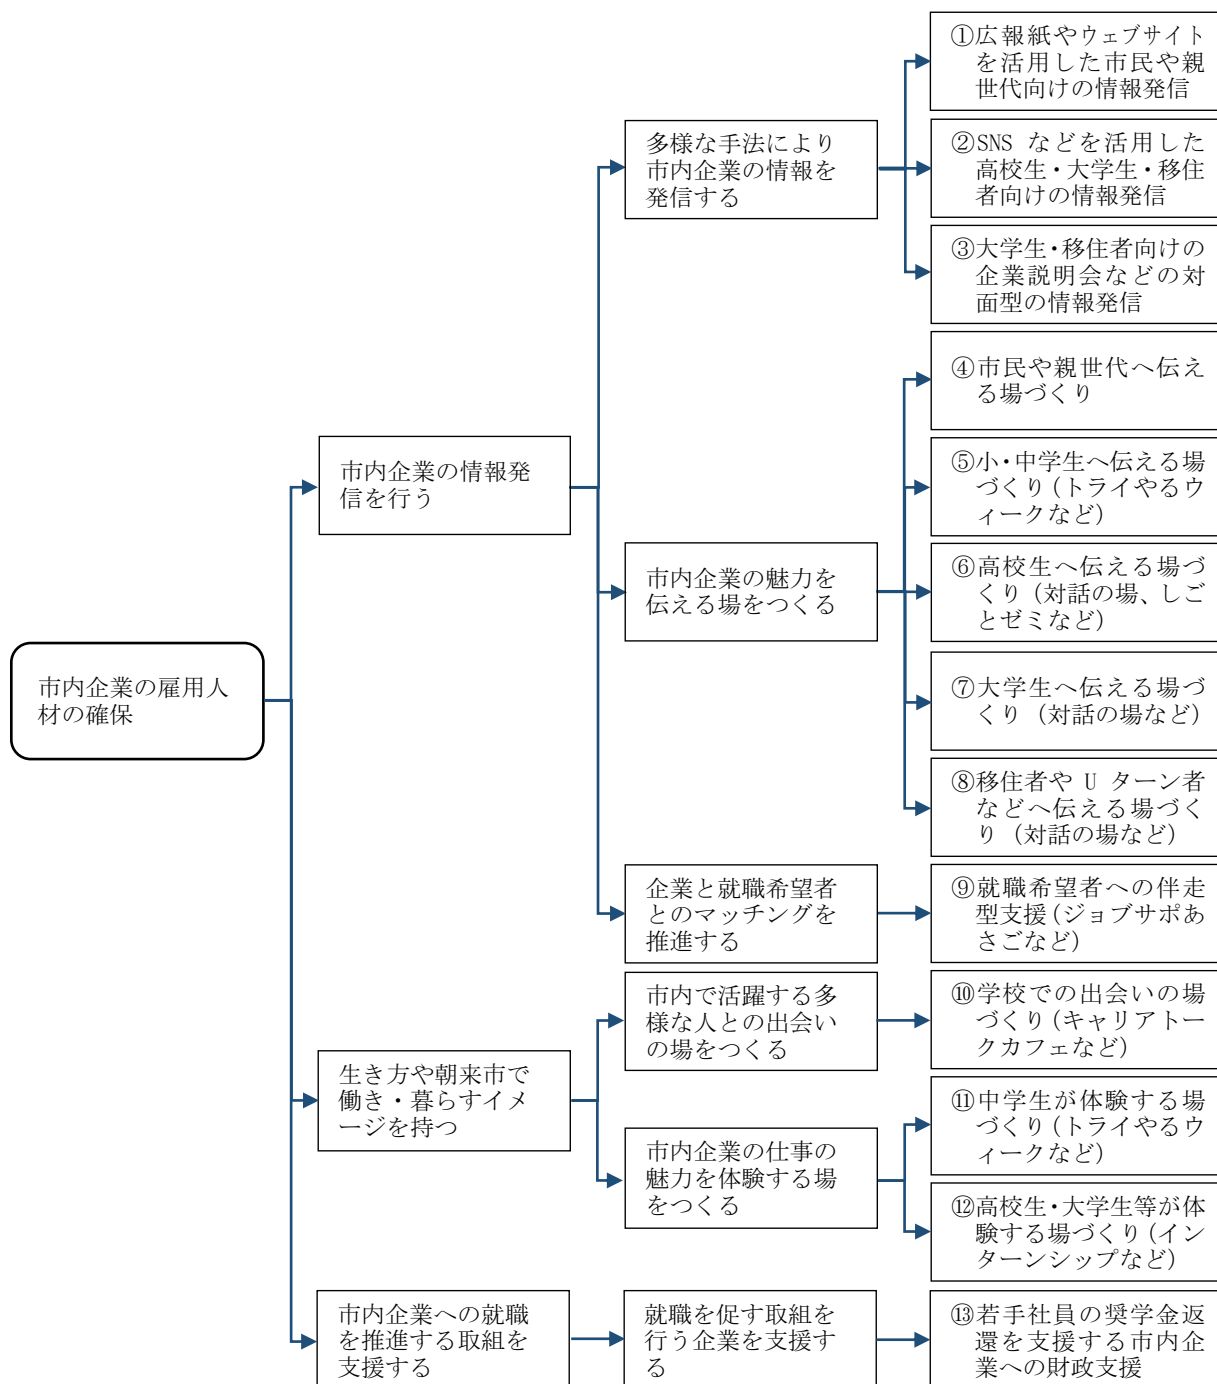 市内企業の雇用人
材の確保
市内企業の情報発
信を行う
多様な手法により
市内企業の情報を
発信する
①広報紙やウェブサイト
を活用した市民や親
世代向けの情報発信
②SNS などを活用した
高校生・大学生・移住
者向けの情報発信
③大学生・移住者向けの
企業説明会などの対
面型の情報発信
市内企業の魅力を
伝える場をつくる
④市民や親世代へ伝え
る場づくり
⑤小・中学生へ伝える場
づくり（トライやるウ
ィークなど）
⑥高校生へ伝える場づ
くり（対話の場、しご
とゼミなど）
⑦大学生へ伝える場づ
くり（対話の場など）
⑧移住者や U ターン者
などへ伝える場づく
り（対話の場など）
企業と就職希望者
とのマッチングを
推進する
⑨就職希望者への伴走
型支援（ジョブサポあ
さごなど）
生き方や朝来市で
働き・暮らすイメ
ージを持つ
市内で活躍する多
様な人との出会い
の場をつくる
⑩学校での出会いの場
づくり（キャリアトー
クカフェなど）
市内企業の仕事の
魅力を体験する場
をつくる
⑪中学生が体験する場
づくり（トライやるウ
ィークなど）
⑫高校生・大学生等が体
験する場づくり（イン
ターンシップなど）
市内企業への就職
を推進する取組を
支援する
就職を促す取組を
行う企業を支援す
る
⑬若手社員の奨学金返
還を支援する市内企
業への財政支援